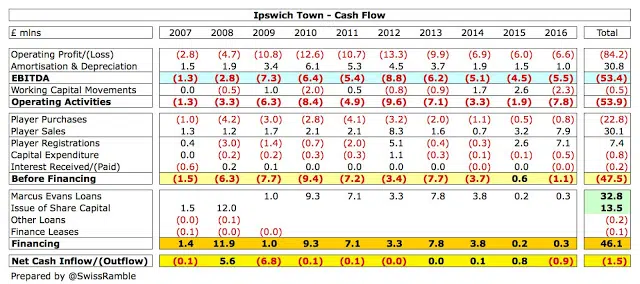 Ipswich Town - Cash Flow
£ mlns 2007 2008 2009 2010 2011 2012 2013 2014 2015 2016 Total
Operating Profit/(Loss) (2.8) (4.7) (10.8) (12.6) (10.7) (13.3) (9.9) (6.9) (6.0) (6.6) (84.2)
Amortisation & Depreciation 1.5 1.9 3.4 6.1 5.3 4.5 3.7 1.9 1.5 1.0 30.8
EBITDA (1.3) (2.8) (7.3) (6.4) (5.4) (8.8) (6.2) (5.1) (4.5) (5.5) (53.4)
Working Capital Movements 0.0 (0.5) 1.0 (2.0) 0.5 (0.8) (0.9) 1.7 2.6 (2.3) (0.5)
Operating Activities (1.3) (3.3) (6.3) (8.4) (4.9) (9.6) (7.1) (3.3) (1.9) (7.8) (53.9)
Player Purchases (1.0) (4.2) (3.0) (2.8) (4.1) (3.2) (2.0) (1.1) (0.5) (0.8) (22.8)
Player Sales 1.3 1.2 1.7 2.1 2.1 8.3 1.6 0.7 3.2 7.9 30.1
Player Registrations 0.4 (3.0) (1.4) (0.7) (2.0) 5.1 (0.4) (0.3) 2.6 7.1 7.4
Capital Expenditure 0.0 (0.2) (0.2) (0.3) (0.3) 1.1 (0.3) (0.1) (0.1) (0.5) (0.8)
Interest Received/(Paid) (0.6) 0.2 0.1 0.0 0.0 0.0 0.0 (0.0) (0.0) 0.0 (0.2)
Before Financing (1.5) (6.3) (7.7) (9.4) (7.2) (3.4) (7.7) (3.7) 0.6 (1.1) (47.5)
Marcus Evans Loans 1.0 9.3 7.1 3.3 7.8 3.8 0.2 0.3 32.8
Issue of Share Capital 1.5 12.0 13.5
Other Loans (0.0) (0.1) (0.2)
Finance Leases (0.1) (0.0) (0.0) (0.1)
Financing 1.4 11.9 1.0 9.3 7.1 3.3 7.8 3.8 0.2 0.3 46.1
Net Cash Inflow/(Outflow) (0.1) 5.6 (6.8) (0.1) (0.1) (0.0) 0.0 0.1 0.8 (0.9) (1.5)
Prepared by @SwissRamble